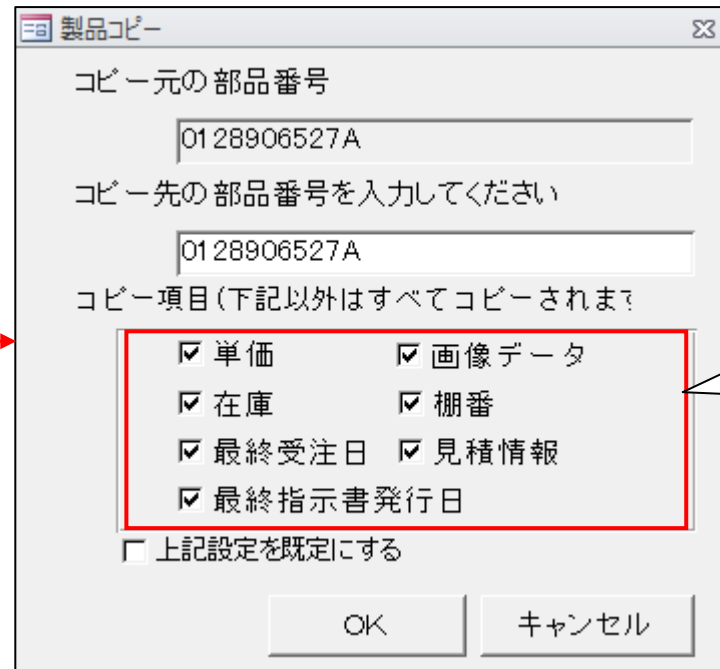 製品コピー
コピー元の部品番号
0128906527A
コピー先の部品番号を入力してください
0128906527A
コピー項目(下記以外はすべてコピーされます
単価 画像データ
在庫 棚番
最終受注日 見積情報
最終指示書発行日
上記設定を既定にする
OK キャンセル